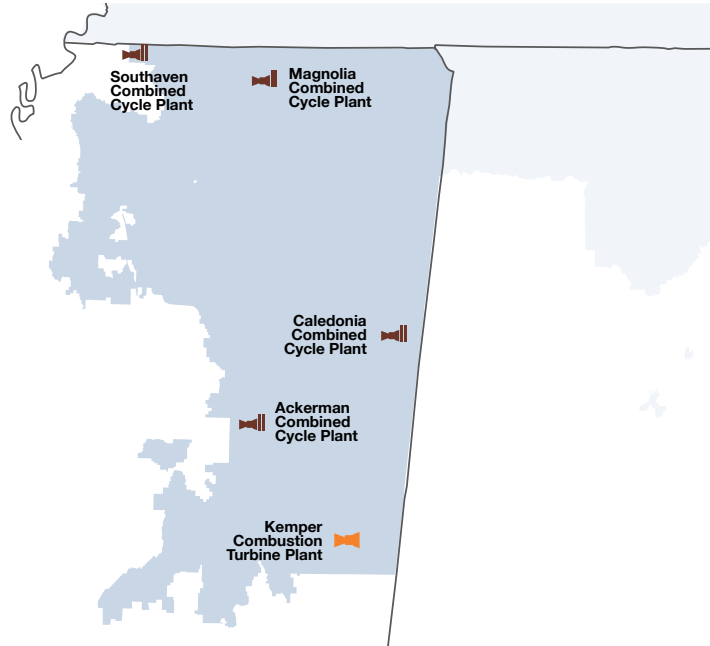 Southaven
Combined
Cycle Plant
Magnolia
Combined
Cycle Plant
Caledonia
Combined
Cycle Plant
Ackerman
Combined
Cycle Plant
Kemper
Combustion
Turbine Plant